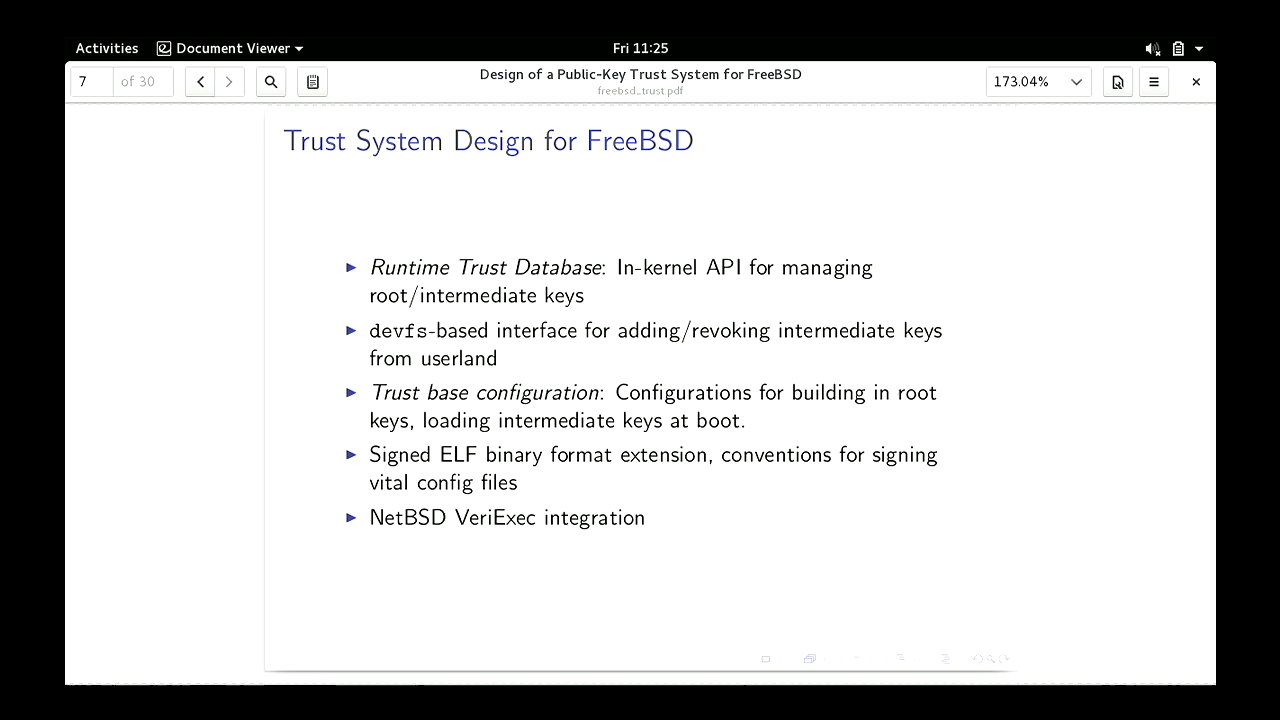 Activities Document Viewer Fri 11:25
7 of 30 Design of a Public-Key Trust System for FreeBSD 173.04%
freebsd_trust.pdf
Trust System Design for FreeBSD
Runtime Trust Database: In-kernel API for managing
root/intermediate keys
devfs-based interface for adding/revoking intermediate keys
from userland
Trust base configuration: Configurations for building in root
keys, loading intermediate keys at boot.
Signed ELF binary format extension, conventions for signing
vital config files
NetBSD VeriExec integration